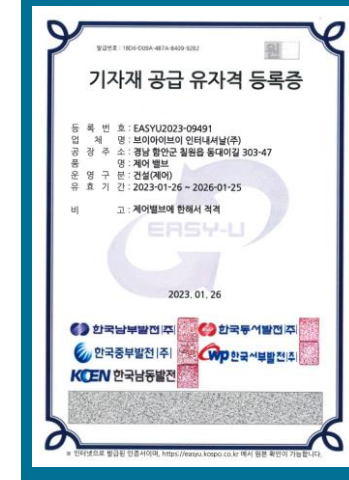 발급번호 : 18D6-D09A-487A-8409-9282
원
기자재 공급 유자격 등록증
등 록 번 호 : EASYU2023-09491
업 체 명 : 브이아이브이 인터내셔날(주)
공 장 주 소 : 경남 함안군 칠원읍 동대이길 303-47
품 명 : 제어 밸브
운 영 구 분 : 건설(제어)
유 효 기 간 : 2023-01-26 ~ 2026-01-25
비 고 : 제어밸브에 한해서 적격
EASY-U
2023. 01. 26
한국남부발전(주) 한국동서발전(주)
한국중부발전(주) WP 한국서부발전(주)
KOEN 한국남동발전
※ 인터넷으로 발급된 인증서이며, https://easyu.kospo.co.kr 에서 원본 확인이 가능합니다.